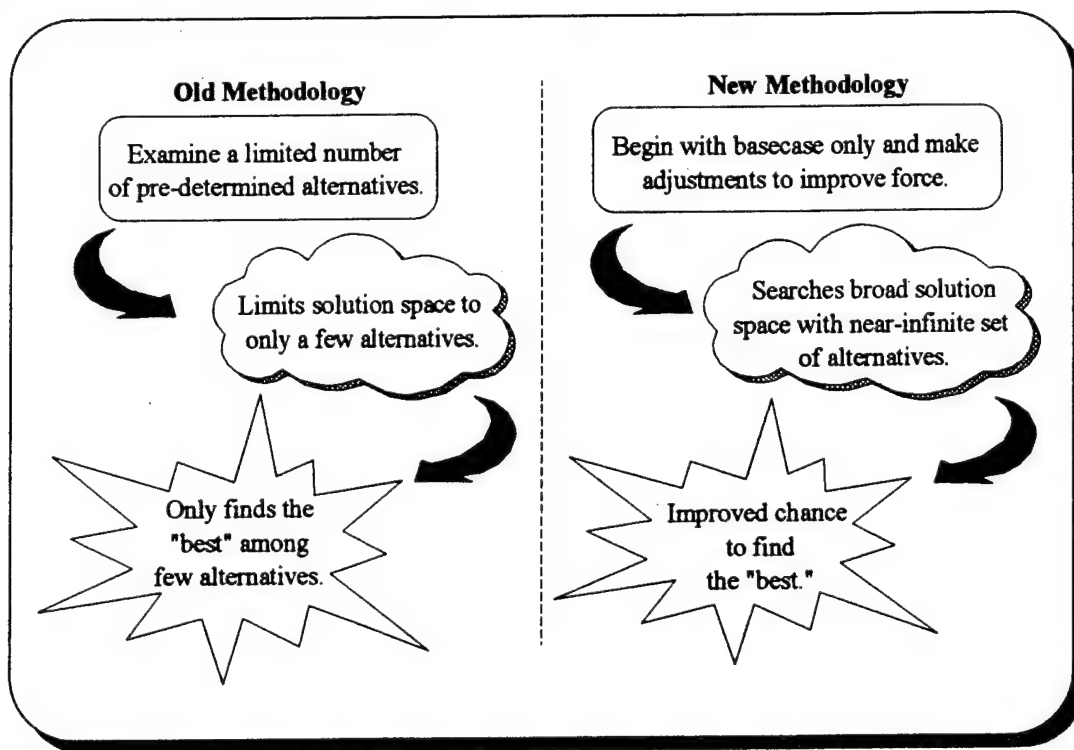 Old Methodology
Examine a limited number
of pre-determined alternatives.
Limits solution space to
only a few alternatives.
Only finds the
"best" among
few alternatives.
New Methodology
Begin with basecase only and make
adjustments to improve force.
Searches broad solution
space with near-infinite set
of alternatives.
Improved chance
to find
the "best."